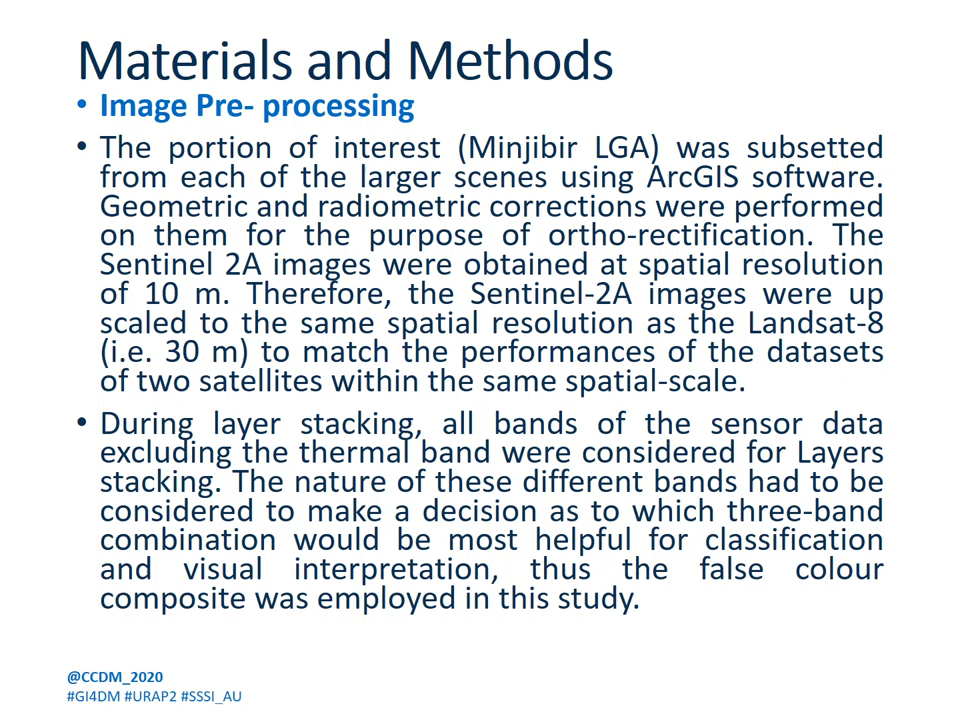 Materials and Methods
• Image Pre- processing
• The portion of interest (Minjibir LGA) was subsetted
from each of the larger scenes using ArcGIS software.
Geometric and radiometric corrections were performed
on them for the purpose of ortho-rectification. The
Sentinel 2A images were obtained at spatial resolution
of 10 m. Therefore, the Sentinel-2A images were up
scaled to the same spatial resolution as the Landsat-8
(i.e. 30 m) to match the performances of the datasets
of two satellites within the same spatial-scale.
• During layer stacking, all bands of the sensor data
excluding the thermal band were considered for Layers
stacking. The nature of these different bands had to be
considered to make a decision as to which three-band
combination would be most helpful for classification
and visual interpretation, thus the false colour
composite was employed in this study.
@CCDM_2020
#GI4DM #URAP2 #SSSI_AU